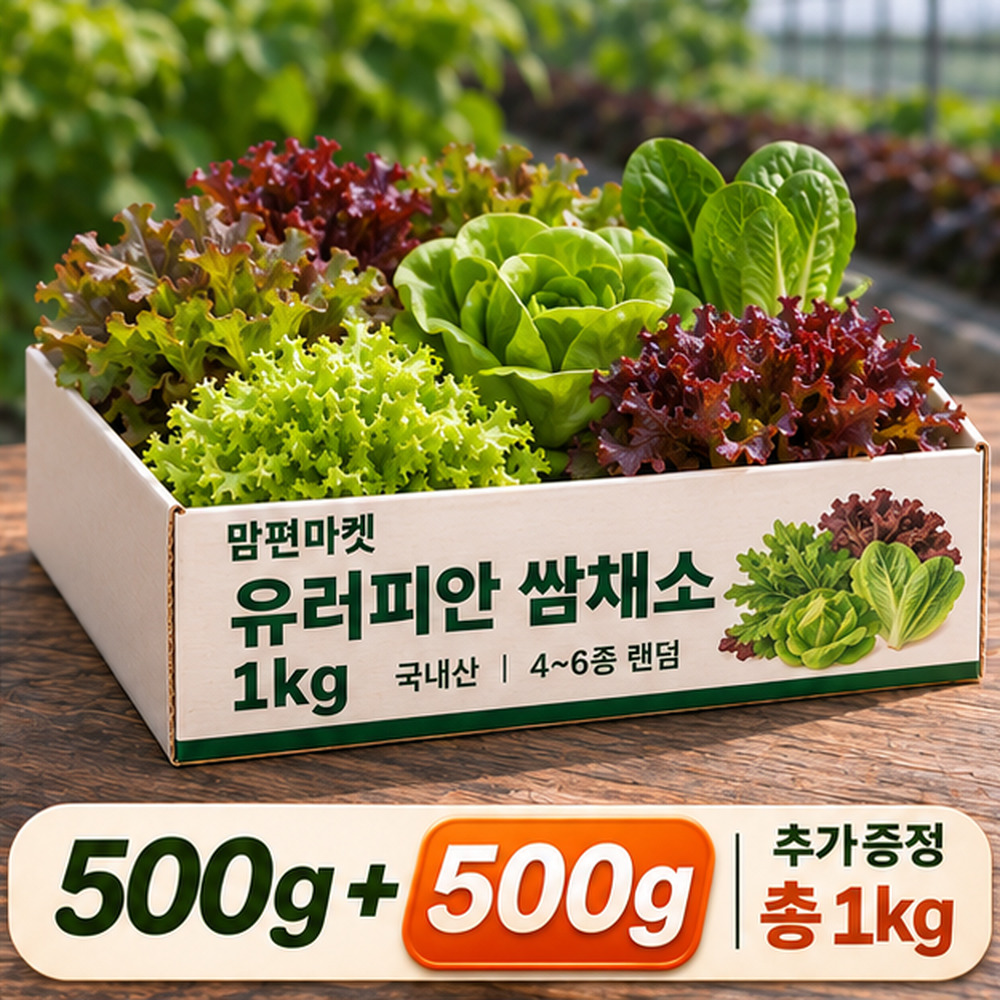 맘편마켓
유러피안 쌈채소
1kg 국내산 | 4~6종 랜덤
500g + 500g | 추가증정
총 1kg